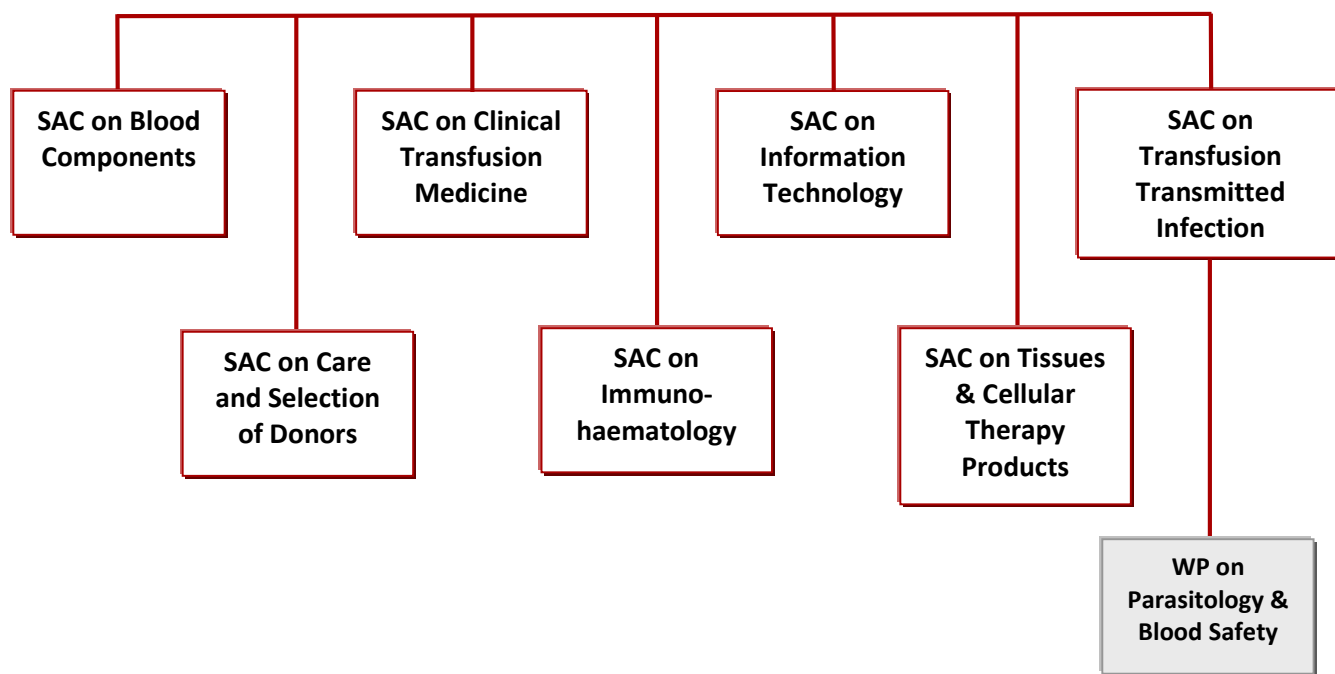 SAC on Blood
Components
SAC on Clinical
Transfusion
Medicine
SAC on
Information
Technology
SAC on
Transfusion
Transmitted
Infection
SAC on Care
and Selection
of Donors
SAC on
Immuno-
haematology
SAC on Tissues
& Cellular
Therapy
Products
WP on
Parasitology &
Blood Safety